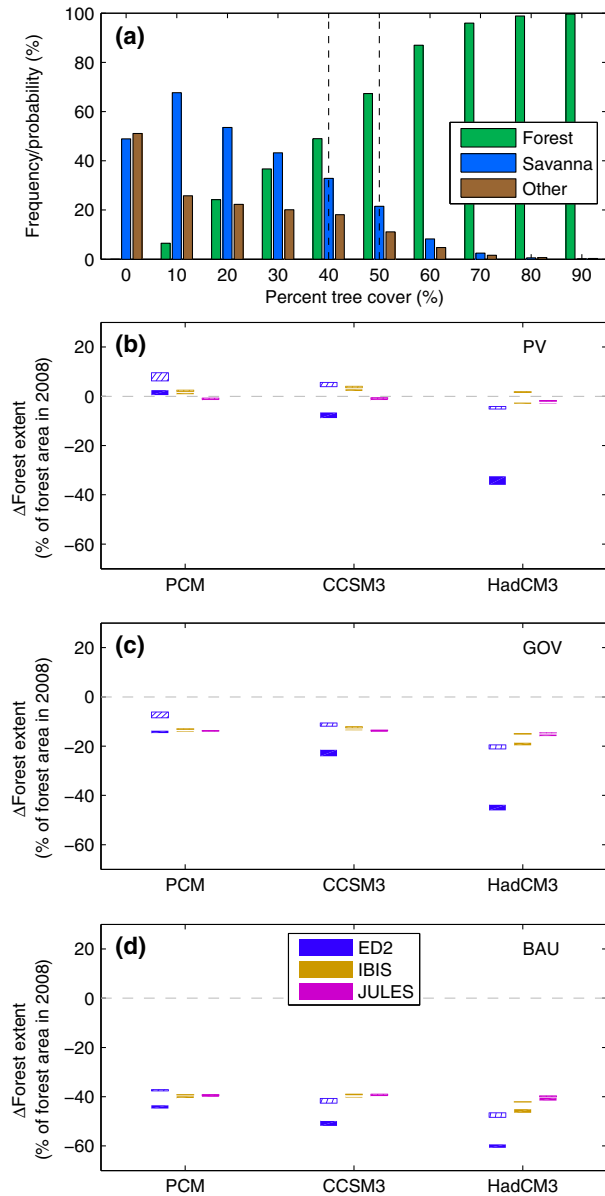 (a)
100
80
60
40
20
0
Frequency/probability (%)
Forest
Savanna
Other
0 10 20 30 40 50 60 70 80 90
Percent tree cover (%)
(b)
PV
20
0
−20
−40
−60
ΔForest extent
(% of forest area in 2008)
PCM CCSM3 HadCM3
(c)
GOV
20
0
−20
−40
−60
ΔForest extent
(% of forest area in 2008)
PCM CCSM3 HadCM3
(d)
BAU
ED2
IBIS
JULES
20
0
−20
−40
−60
ΔForest extent
(% of forest area in 2008)
PCM CCSM3 HadCM3